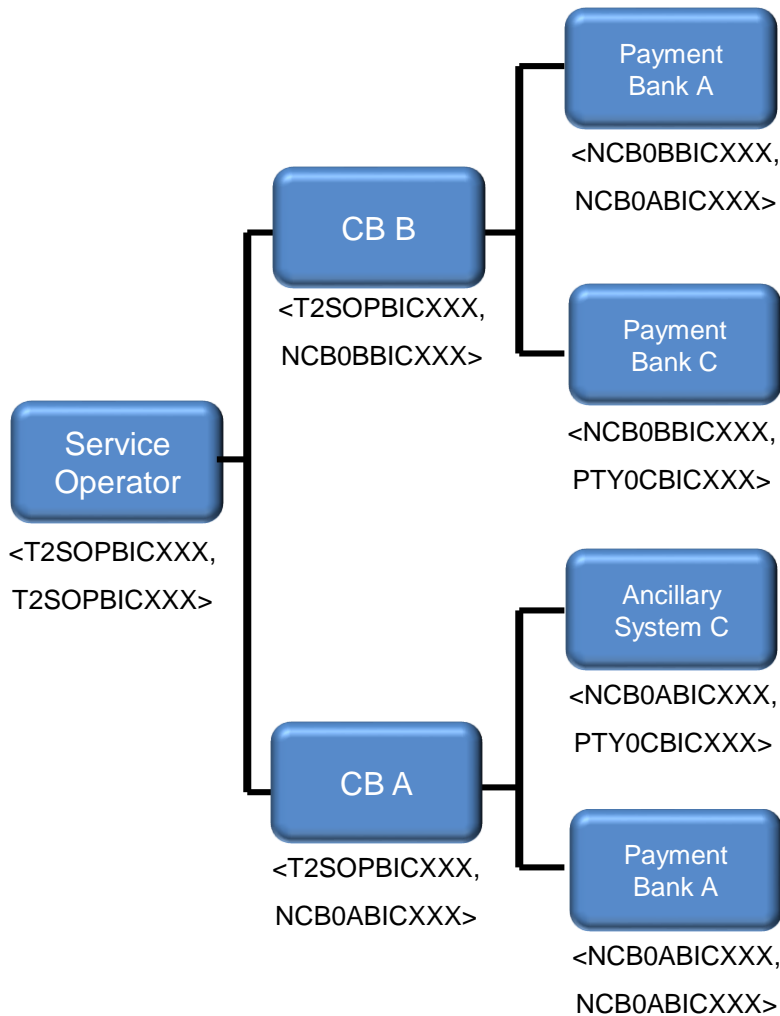 Payment
Bank A
<NCB0BBICXXX,
NCB0ABICXXX>
CB B
<T2SOPBICXXX,
NCB0BBICXXX>
Payment
Bank C
<NCB0BBICXXX,
PTY0CBICXXX>
Service
Operator
<T2SOPBICXXX,
T2SOPBICXXX>
Ancillary
System C
<NCB0ABICXXX,
PTY0CBICXXX>
CB A
<T2SOPBICXXX,
NCB0ABICXXX>
Payment
Bank A
<NCB0ABICXXX,
NCB0ABICXXX>